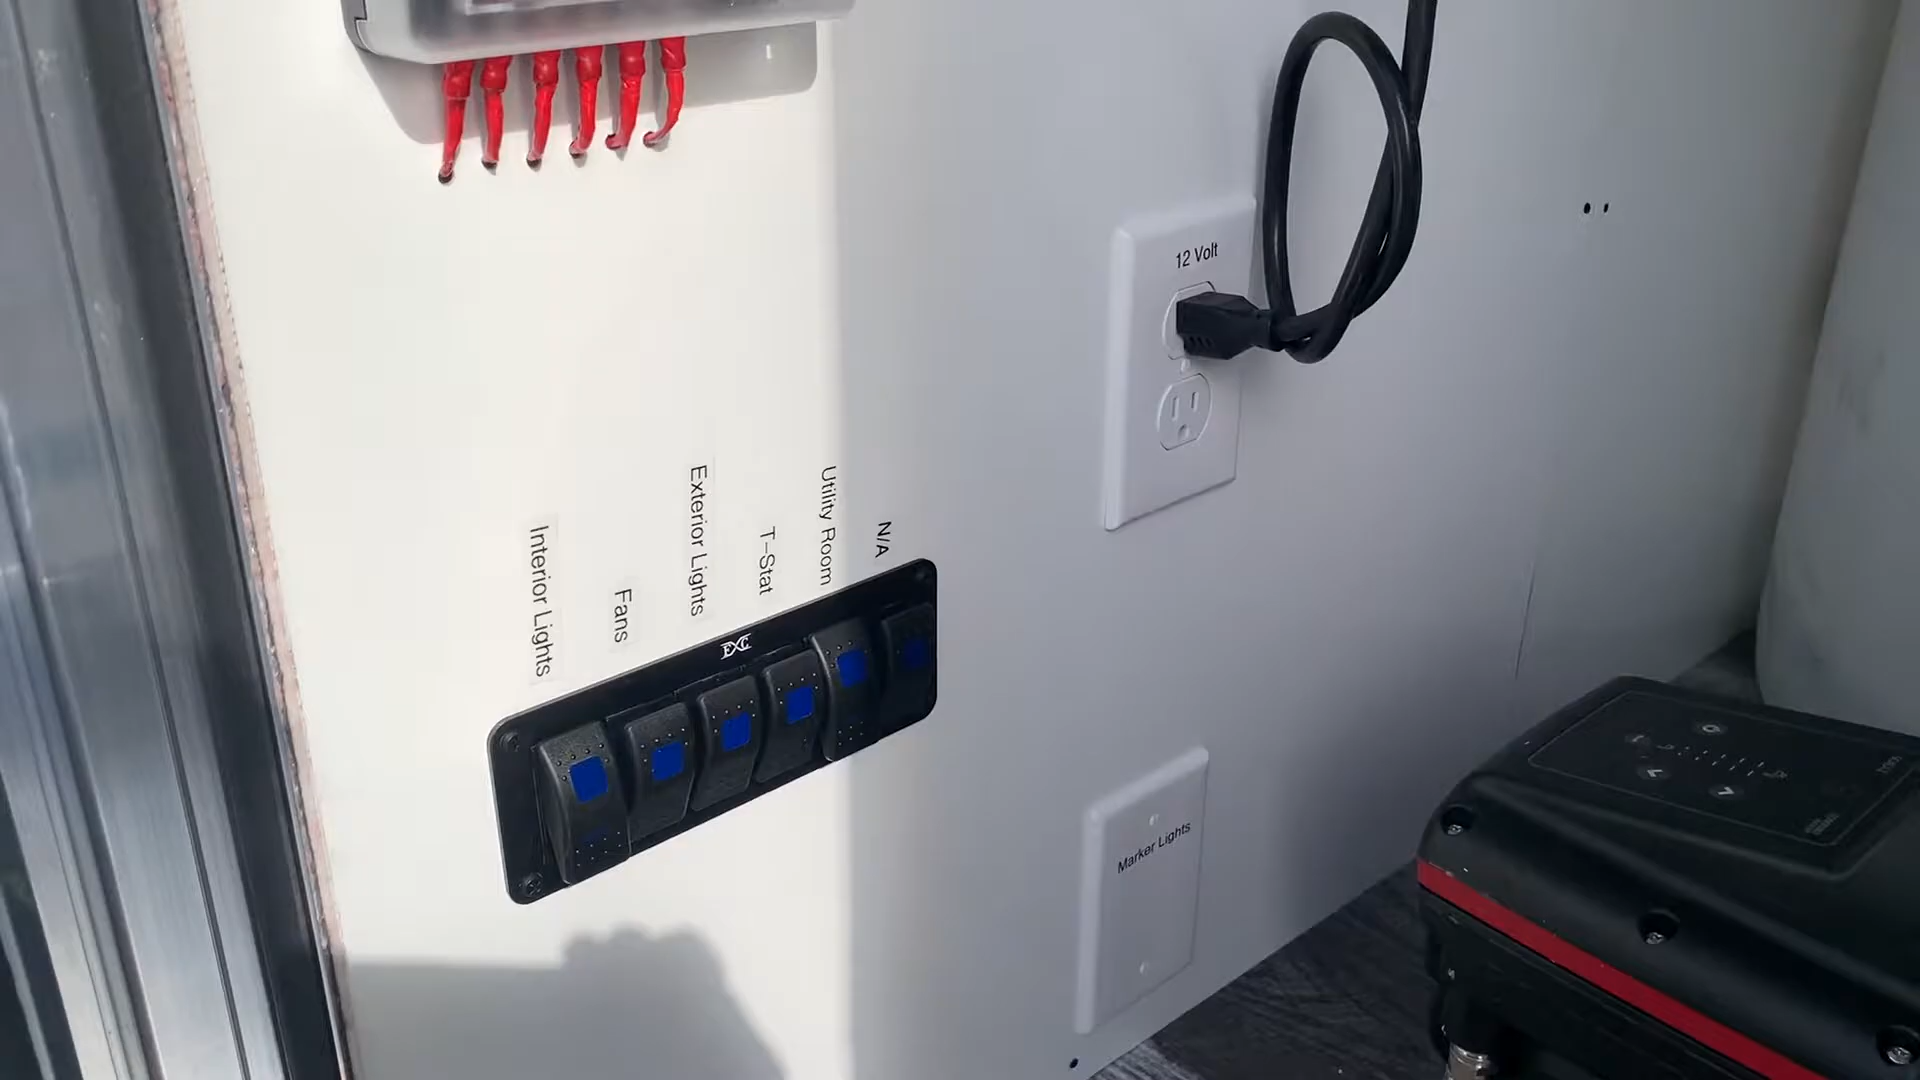 12 Volt
Interior Lights
Fans
Exterior Lights
T-Stat
Utility Room
N/A
EXC
Marker Lights